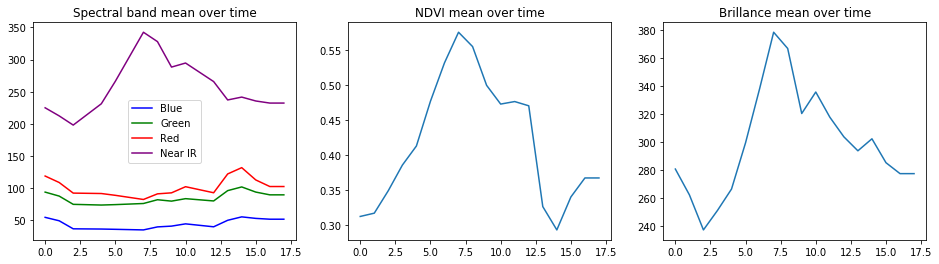 Spectral band mean over time
350
300
250
200
150
100
50
0.0 2.5 5.0 7.5 10.0 12.5 15.0 17.5
Blue
Green
Red
Near IR
NDVI mean over time
0.55
0.50
0.45
0.40
0.35
0.30
0.0 2.5 5.0 7.5 10.0 12.5 15.0 17.5
Brillance mean over time
380
360
340
320
300
280
260
240
0.0 2.5 5.0 7.5 10.0 12.5 15.0 17.5